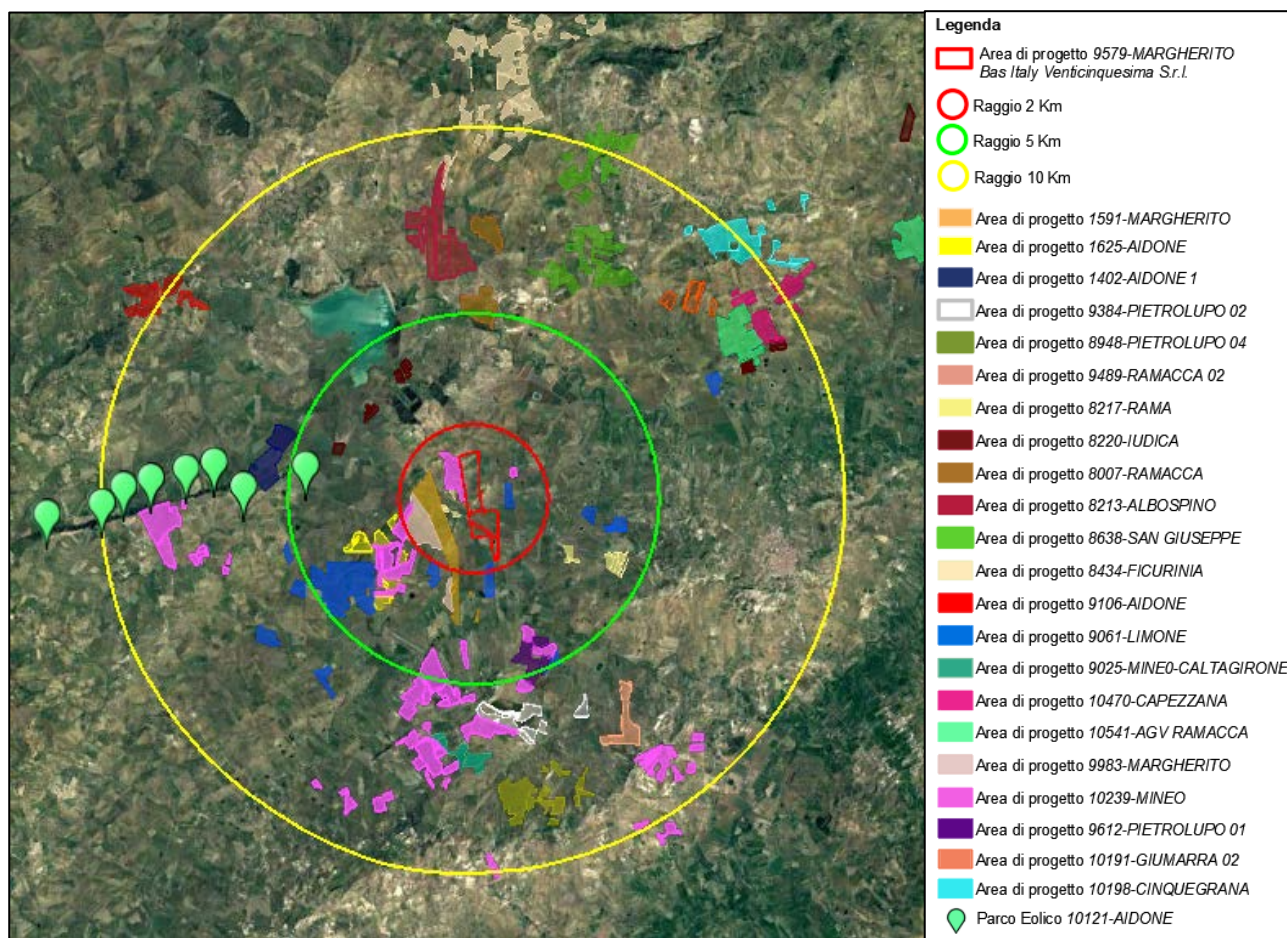 Legenda
Area di progetto 9579-MARGHERITO
Bas Italy Venticinquesima S.r.l.
Raggio 2 Km
Raggio 5 Km
Raggio 10 Km
Area di progetto 1591-MARGHERITO
Area di progetto 1625-AIDONE
Area di progetto 1402-AIDONE 1
Area di progetto 9384-PIETROLUPO 02
Area di progetto 8948-PIETROLUPO 04
Area di progetto 9489-RAMACCA 02
Area di progetto 8217-RAMA
Area di progetto 8220-IUDICA
Area di progetto 8007-RAMACCA
Area di progetto 8213-ALBOSPINO
Area di progetto 8638-SAN GIUSEPPE
Area di progetto 8434-FICURINIA
Area di progetto 9106-AIDONE
Area di progetto 9061-LIMONE
Area di progetto 9025-MINE0-CALTAGIRONE
Area di progetto 10470-CAPEZZANA
Area di progetto 10541-AGV RAMACCA
Area di progetto 9983-MARGHERITO
Area di progetto 10239-MINEO
Area di progetto 9612-PIETROLUPO 01
Area di progetto 10191-GIUMARRA 02
Area di progetto 10198-CINQUEGRANA
Parco Eolico 10121-AIDONE